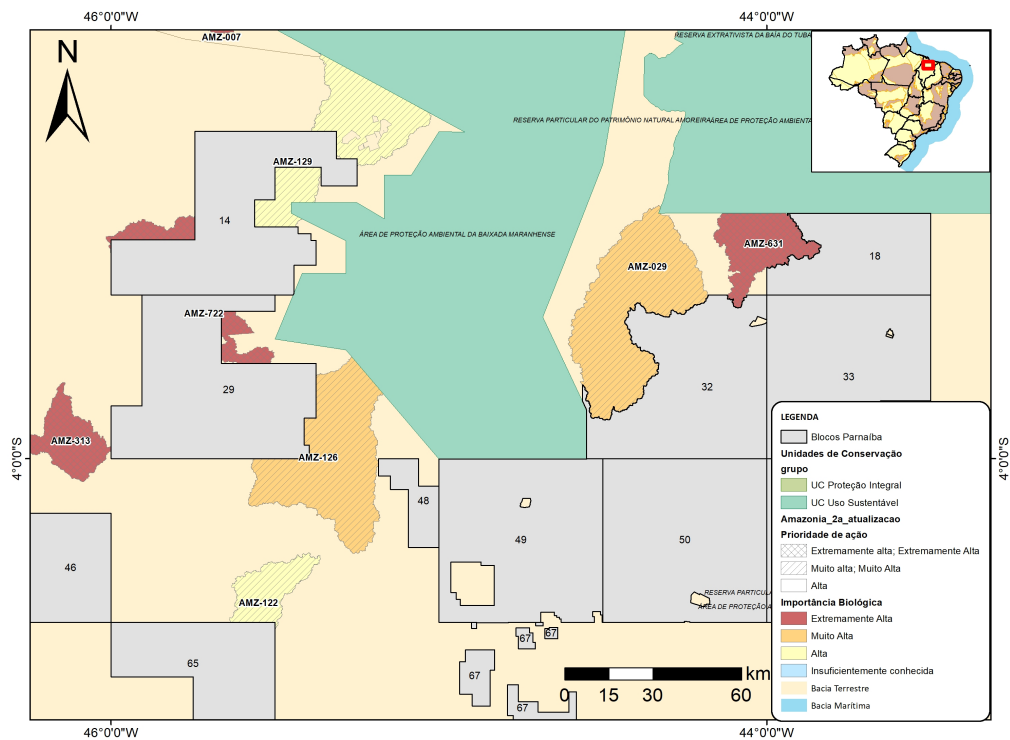 46°0'0"W
44°0'0"W
AMZ-007
RESERVA EXTRATIVISTA DA BAÍA DO TUBA
N
RESERVA PARTICULAR DO PATRIMÔNIO NATURAL AMOREIRA
ÁREA DE PROTEÇÃO AMBIENTA
AMZ-129
14
ÁREA DE PROTEÇÃO AMBIENTAL DA BAIXADA MARANHENSE
AMZ-631
18
AMZ-029
AMZ-722
29
32
33
AMZ-313
AMZ-126
4°0'0"S
4°0'0"S
48
49
50
46
AMZ-122
RESERVA PARTICULA
ÁREA DE PROTEÇÃO A
65
67
67
67
67
km
0 15 30 60
LEGENDA
Blocos Parnaíba
Unidades de Conservação
grupo
UC Proteção Integral
UC Uso Sustentável
Amazonia_2a_atualizacao
Prioridade de ação
Extremamente alta; Extremamente Alta
Muito alta; Muito Alta
Alta
Importância Biológica
Extremamente Alta
Muito Alta
Alta
Insuficientemente conhecida
Bacia Terrestre
Bacia Marítima
46°0'0"W
44°0'0"W